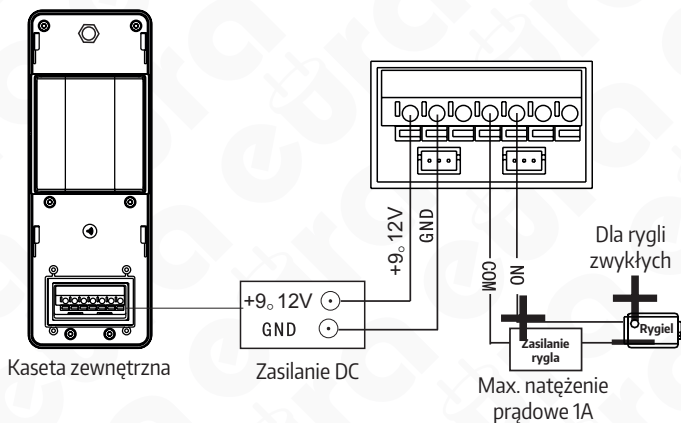 +9。12V
GND
COM
NO
Dla rygli
zwykłych
+9。12V
GND
Zasilanie
rygla
Rygiel
Kaseta zewnętrzna
Zasilanie DC
Max. natężenie
prądowe 1A
eura